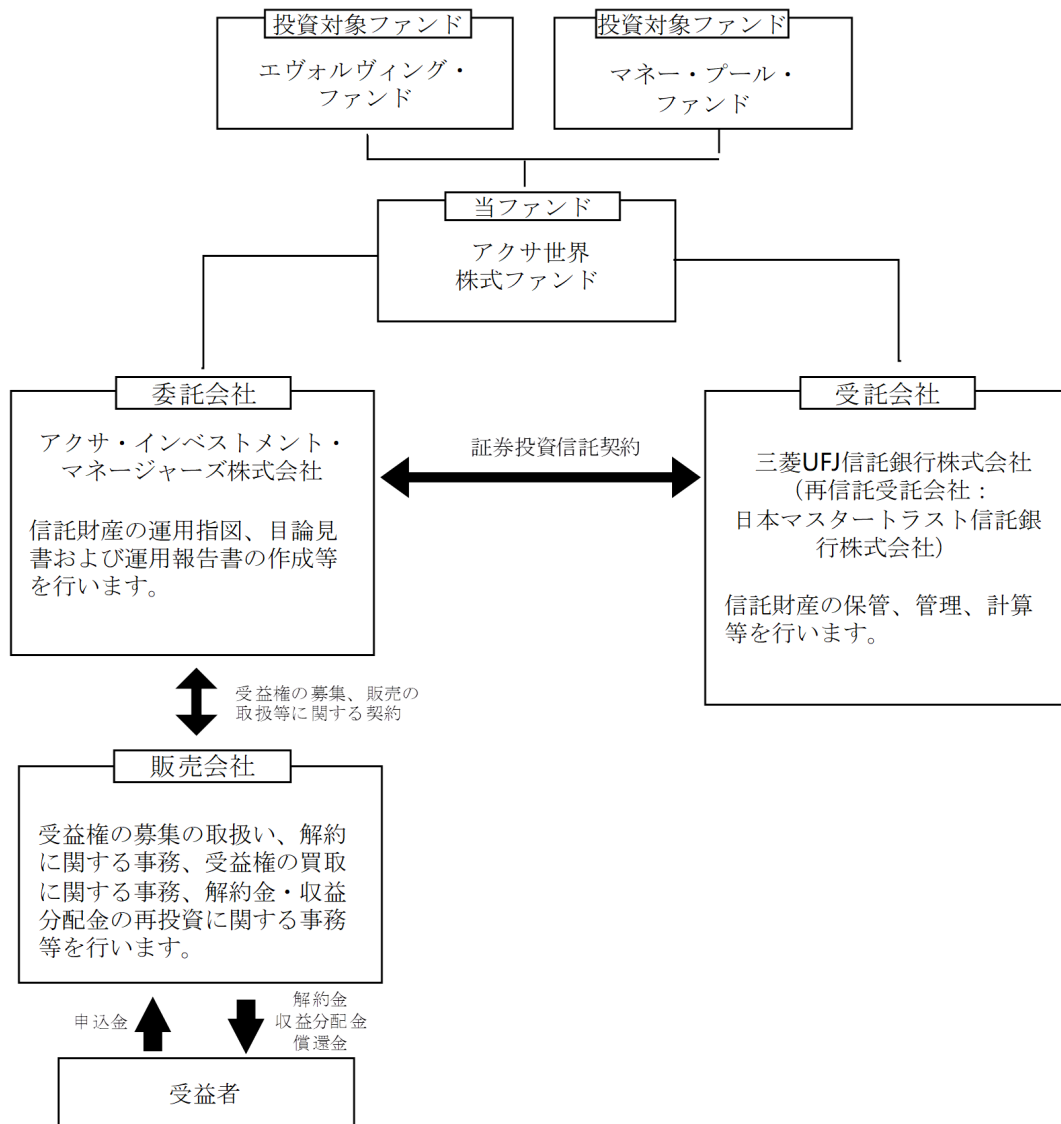 投資対象ファンド
エヴォルヴィング・
ファンド
投資対象ファンド
マネー・プール・
ファンド
当ファンド
アクサ世界
株式ファンド
委託会社
アクサ・インベストメント・
マネージャーズ株式会社
信託財産の運用指図、目論見
書および運用報告書の作成等
を行います。
証券投資信託契約
受託会社
三菱UFJ信託銀行株式会社
（再信託受託会社：
日本マスタートラスト信託銀
行株式会社）
信託財産の保管、管理、計算
等を行います。
受益権の募集、販売の
取扱等に関する契約
販売会社
受益権の募集の取扱い、解約
に関する事務、受益権の買取
に関する事務、解約金・収益
分配金の再投資に関する事務
等を行います。
申込金
解約金
収益分配金
償還金
受益者